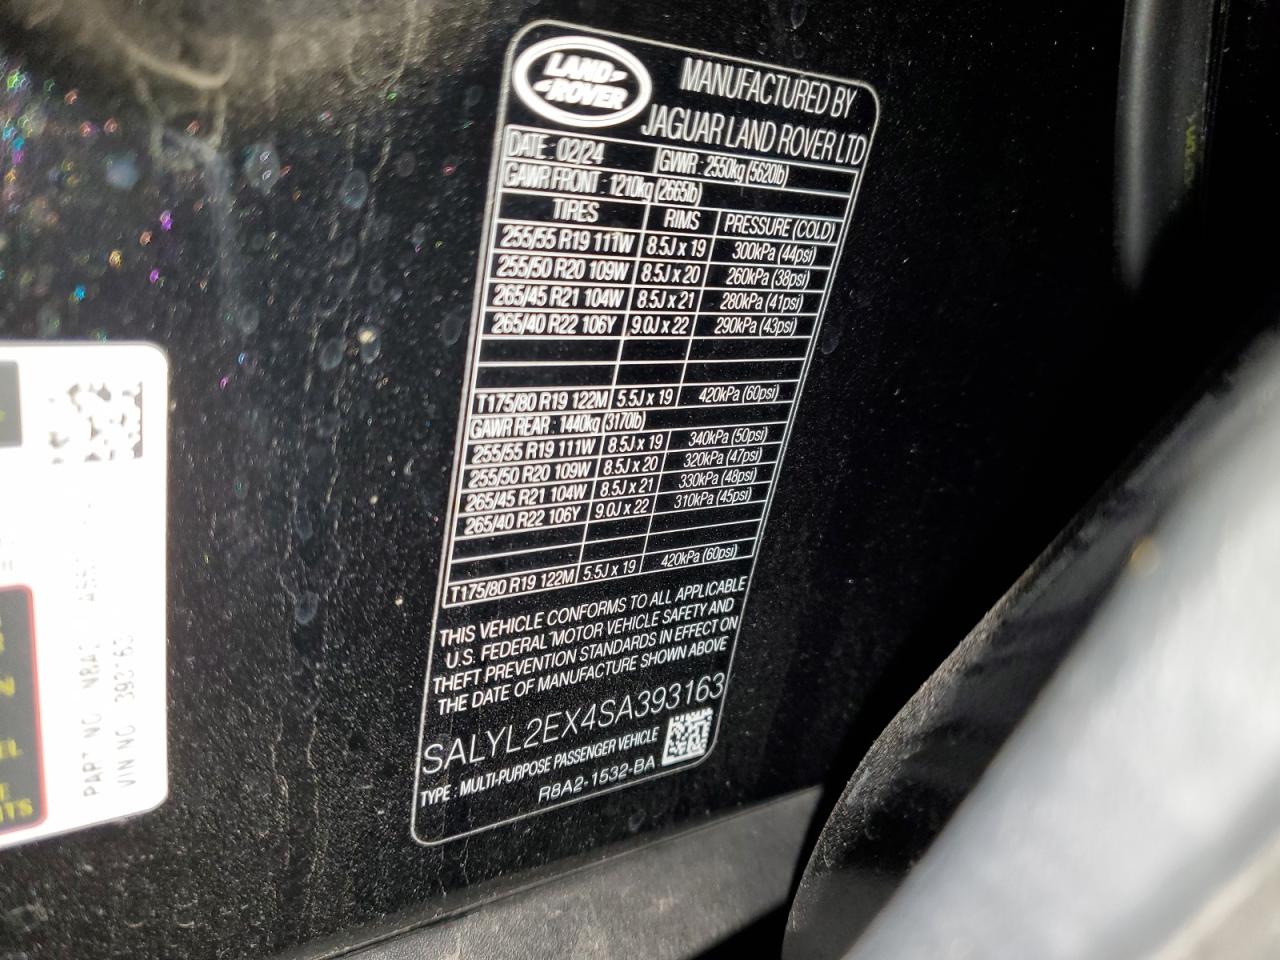 LAND-
-ROVER
MANUFACTURED BY
JAGUAR LAND ROVER LTD
DATE : 02/24 GVWR : 2550kg (5620lb)
GAWR FRONT : 1210kg (2665lb)
TIRES RIMS PRESSURE (COLD)
255/55 R19 111W 8.5J x 19 300kPa (44psi)
255/50 R20 109W 8.5J x 20 260kPa (38psi)
265/45 R21 104W 8.5J x 21 280kPa (41psi)
265/40 R22 106Y 9.0J x 22 290kPa (43psi)
T175/80 R19 122M 5.5J x 19 420kPa (60psi)
GAWR REAR : 1440kg (3170lb)
255/55 R19 111W 8.5J x 19 340kPa (50psi)
255/50 R20 109W 8.5J x 20 320kPa (47psi)
265/45 R21 104W 8.5J x 21 330kPa (48psi)
265/40 R22 106Y 9.0J x 22 310kPa (45psi)
T175/80 R19 122M 5.5J x 19 420kPa (60psi)
THIS VEHICLE CONFORMS TO ALL APPLICABLE
U.S. FEDERAL MOTOR VEHICLE SAFETY AND
THEFT PREVENTION STANDARDS IN EFFECT ON
THE DATE OF MANUFACTURE SHOWN ABOVE
SALYL2EX4SA393163
TYPE : MULTI-PURPOSE PASSENGER VEHICLE
R8A2-1532-BA
PART NO
VIN NO 393163